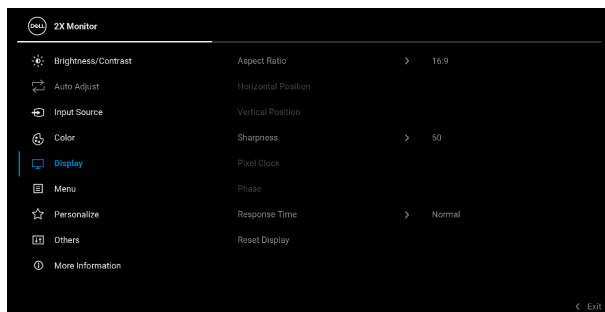 DELL 2X Monitor
Brightness/Contrast Aspect Ratio > 16:9
Auto Adjust Horizontal Position
Input Source Vertical Position
Color Sharpness > 50
Display Pixel Clock
Menu Phase
Personalize Response Time > Normal
Others Reset Display
More Information
< Exit